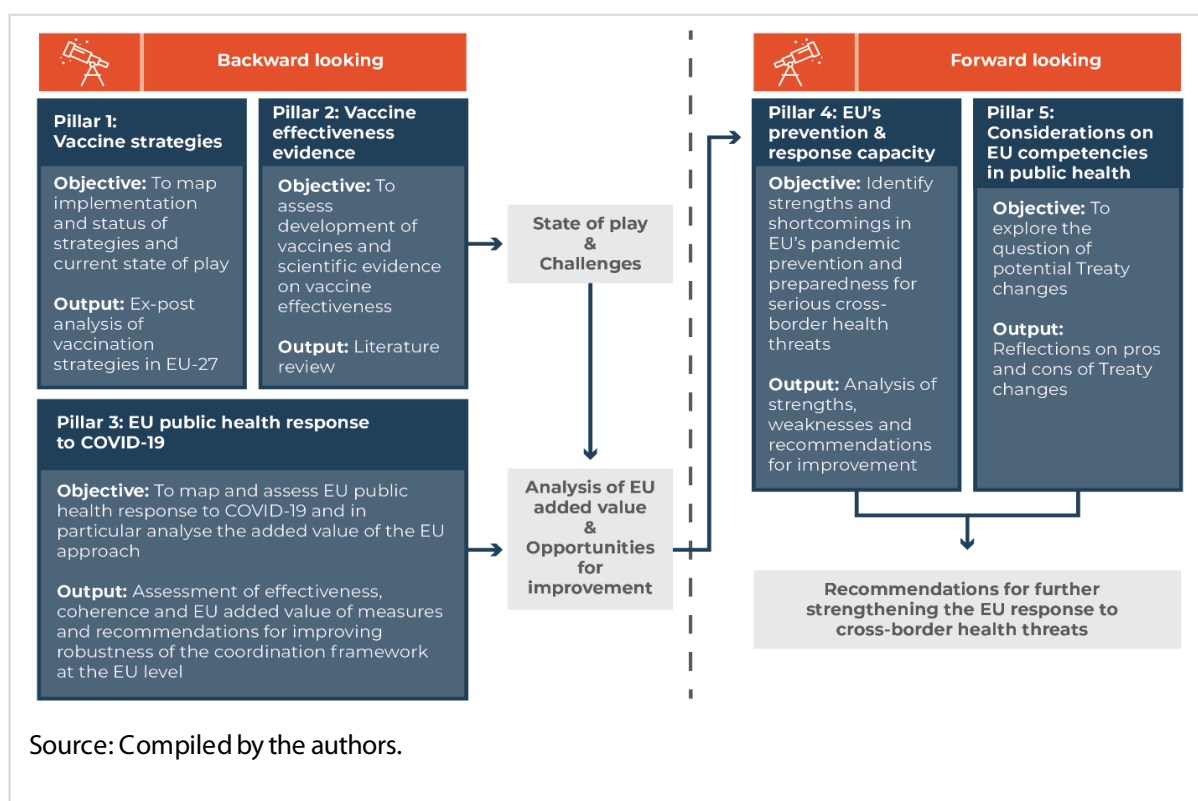 Backward looking
Pillar 1:
Vaccine strategies
Objective: To map
implementation
and status of
strategies and
current state of play
Output: Ex-post
analysis of
vaccination
strategies in EU-27
Pillar 2: Vaccine
effectiveness
evidence
Objective: To
assess
development of
vaccines and
scientific evidence
on vaccine
effectiveness
Output: Literature
review
State of play
&
Challenges
Pillar 3: EU public health response
to COVID-19
Objective: To map and assess EU public
health response to COVID-19 and in
particular analyse the added value of the EU
approach
Output: Assessment of effectiveness,
coherence and EU added value of measures
and recommendations for improving
robustness of the coordination framework
at the EU level
Analysis of EU
added value
&
Opportunities
for
improvement
Forward looking
Pillar 4: EU's
prevention &
response capacity
Objective: Identify
strengths and
shortcomings in
EU's pandemic
prevention and
preparedness for
serious cross-
border health
threats
Output: Analysis of
strengths,
weaknesses and
recommendations
for improvement
Pillar 5:
Considerations on
EU competencies
in public health
Objective: To
explore the
question of
potential Treaty
changes
Output:
Reflections on pros
and cons of Treaty
changes
Recommendations for further
strengthening the EU response to
cross-border health threats
Source: Compiled by the authors.